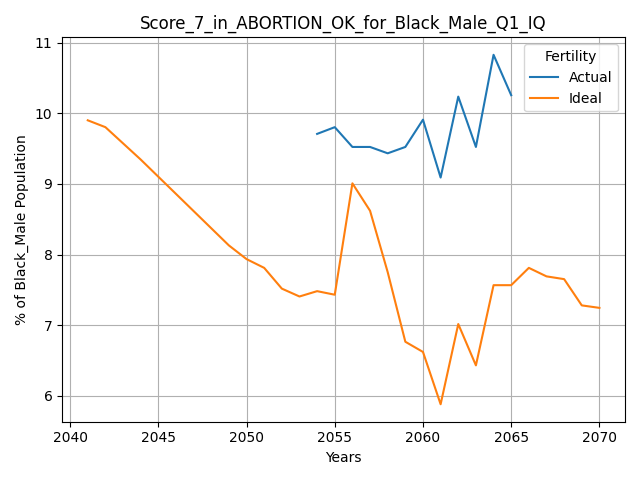 Score_7_in_ABORTION_OK_for_Black_Male_Q1_IQ
Fertility
Actual
Ideal
% of Black_Male Population
11
10
9
8
7
6
2040 2045 2050 2055 2060 2065 2070
Years